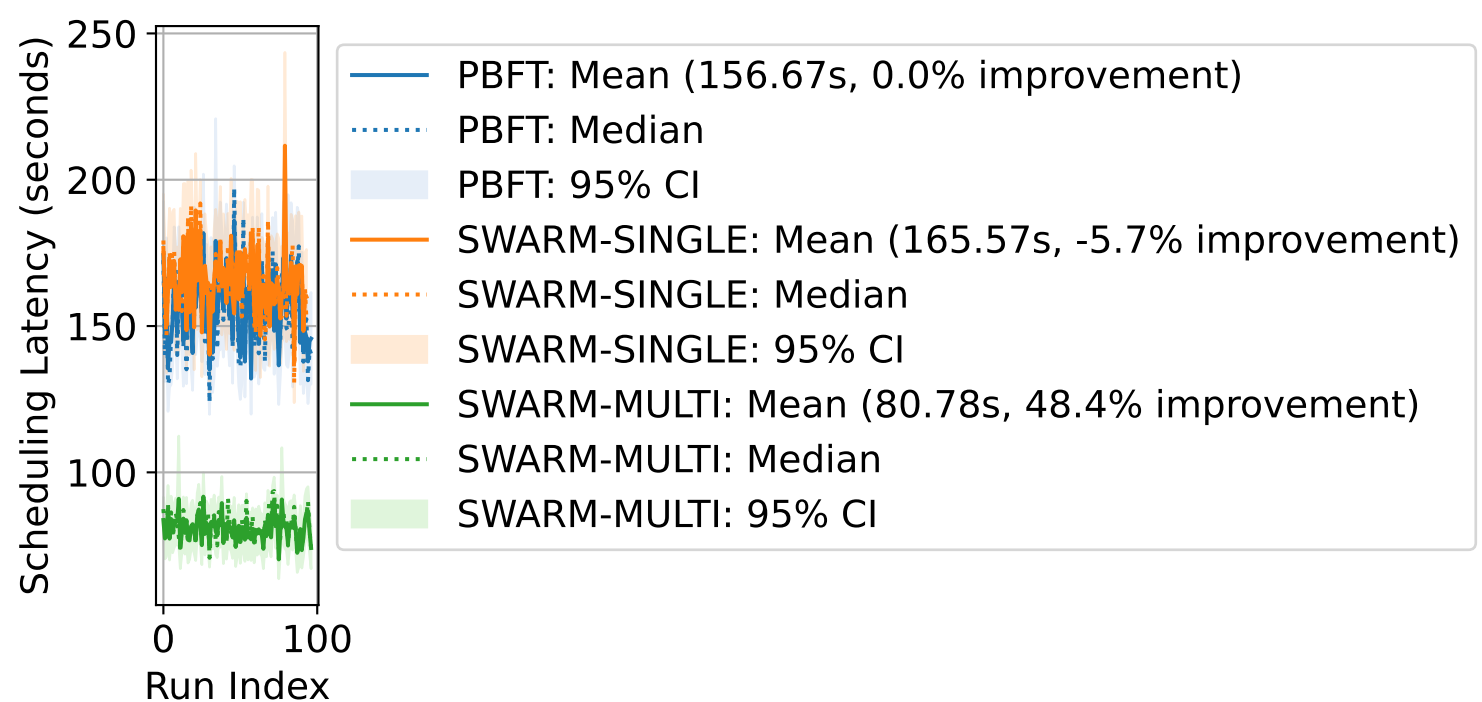 Scheduling Latency (seconds)
250
200
150
100
0
100
Run Index
PBFT: Mean (156.67s, 0.0% improvement)
PBFT: Median
PBFT: 95% CI
SWARM-SINGLE: Mean (165.57s, -5.7% improvement)
SWARM-SINGLE: Median
SWARM-SINGLE: 95% CI
SWARM-MULTI: Mean (80.78s, 48.4% improvement)
SWARM-MULTI: Median
SWARM-MULTI: 95% CI